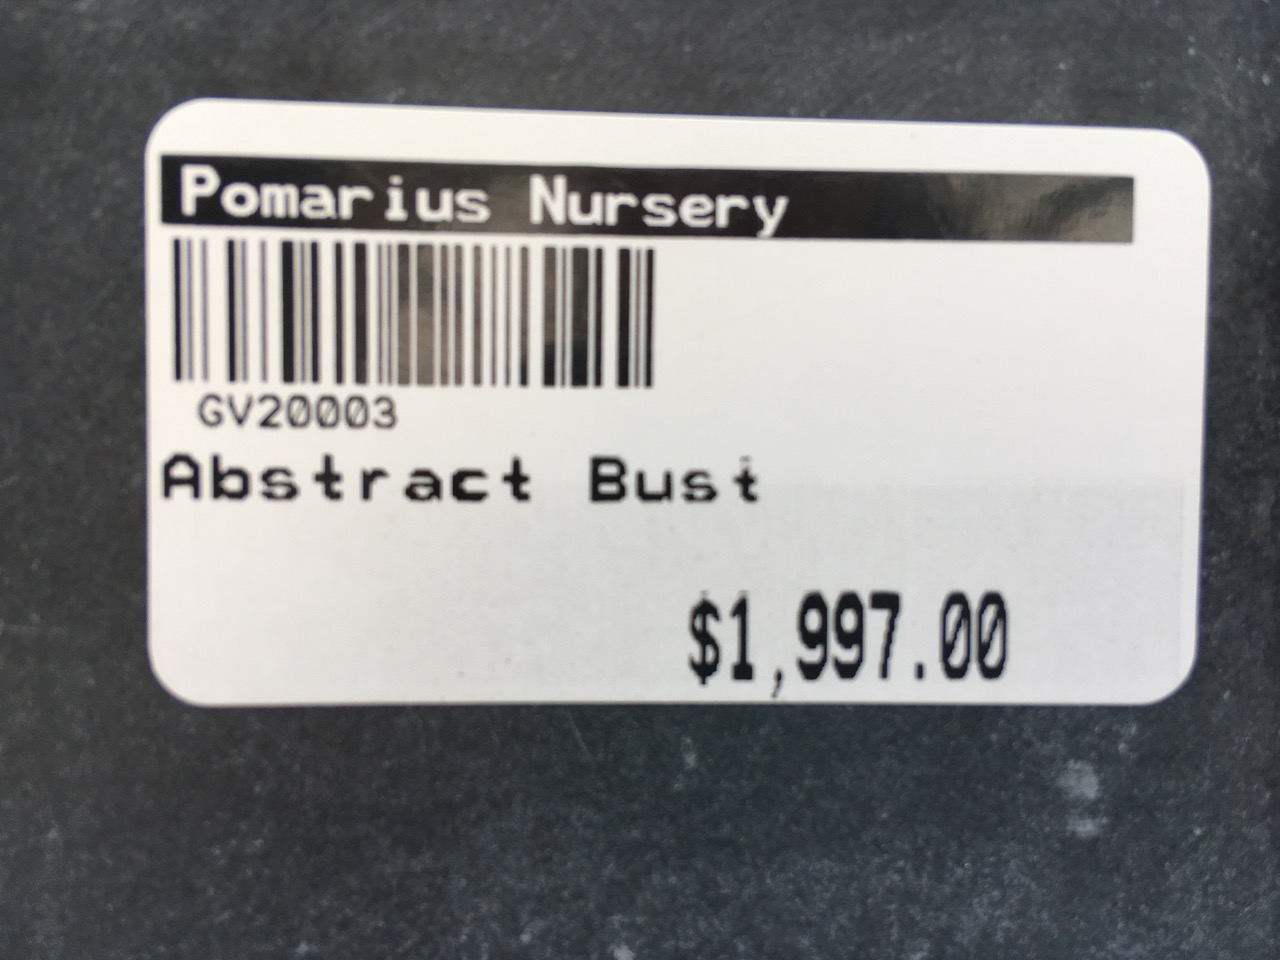 Pomarius Nursery
GV20003
Abstract Bust
$1,997.00